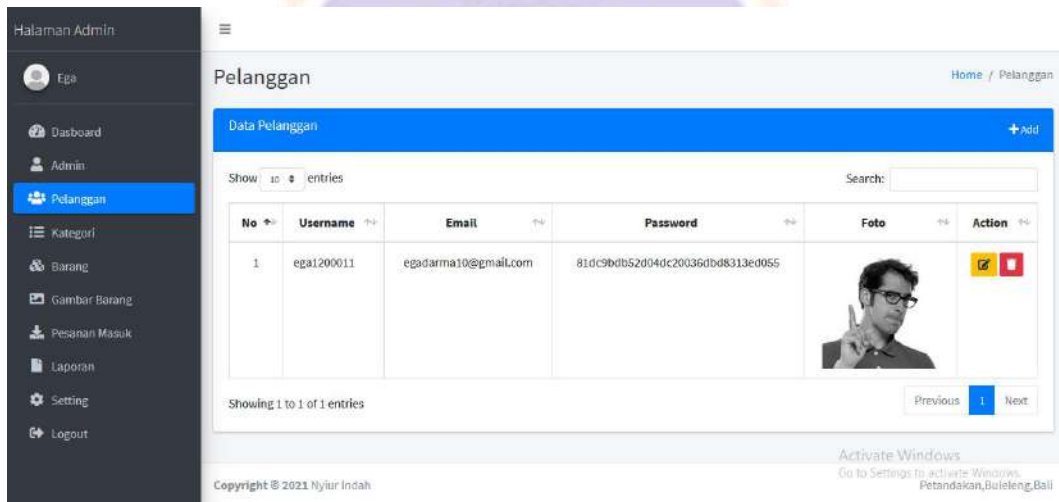 Halaman Admin
Ega
Dasboard
Admin
Pelanggan
Kategori
Barang
Gambar Barang
Pesanan Masuk
Laporan
Setting
Logout
Pelanggan
Home / Pelanggan
Data Pelanggan
+Add
Show 10 entries
Search:
No Username Email Password Foto Action
1 ega1200011 egadarma10@gmail.com 81dc9bdb52d04dc20036dbd8313ed055
Showing 1 to 1 of 1 entries
Previous 1 Next
Activate Windows
Go to Settings to activate Windows.
Copyright © 2021 Nyiur Indah
Petandakan,Buleleng,Bali